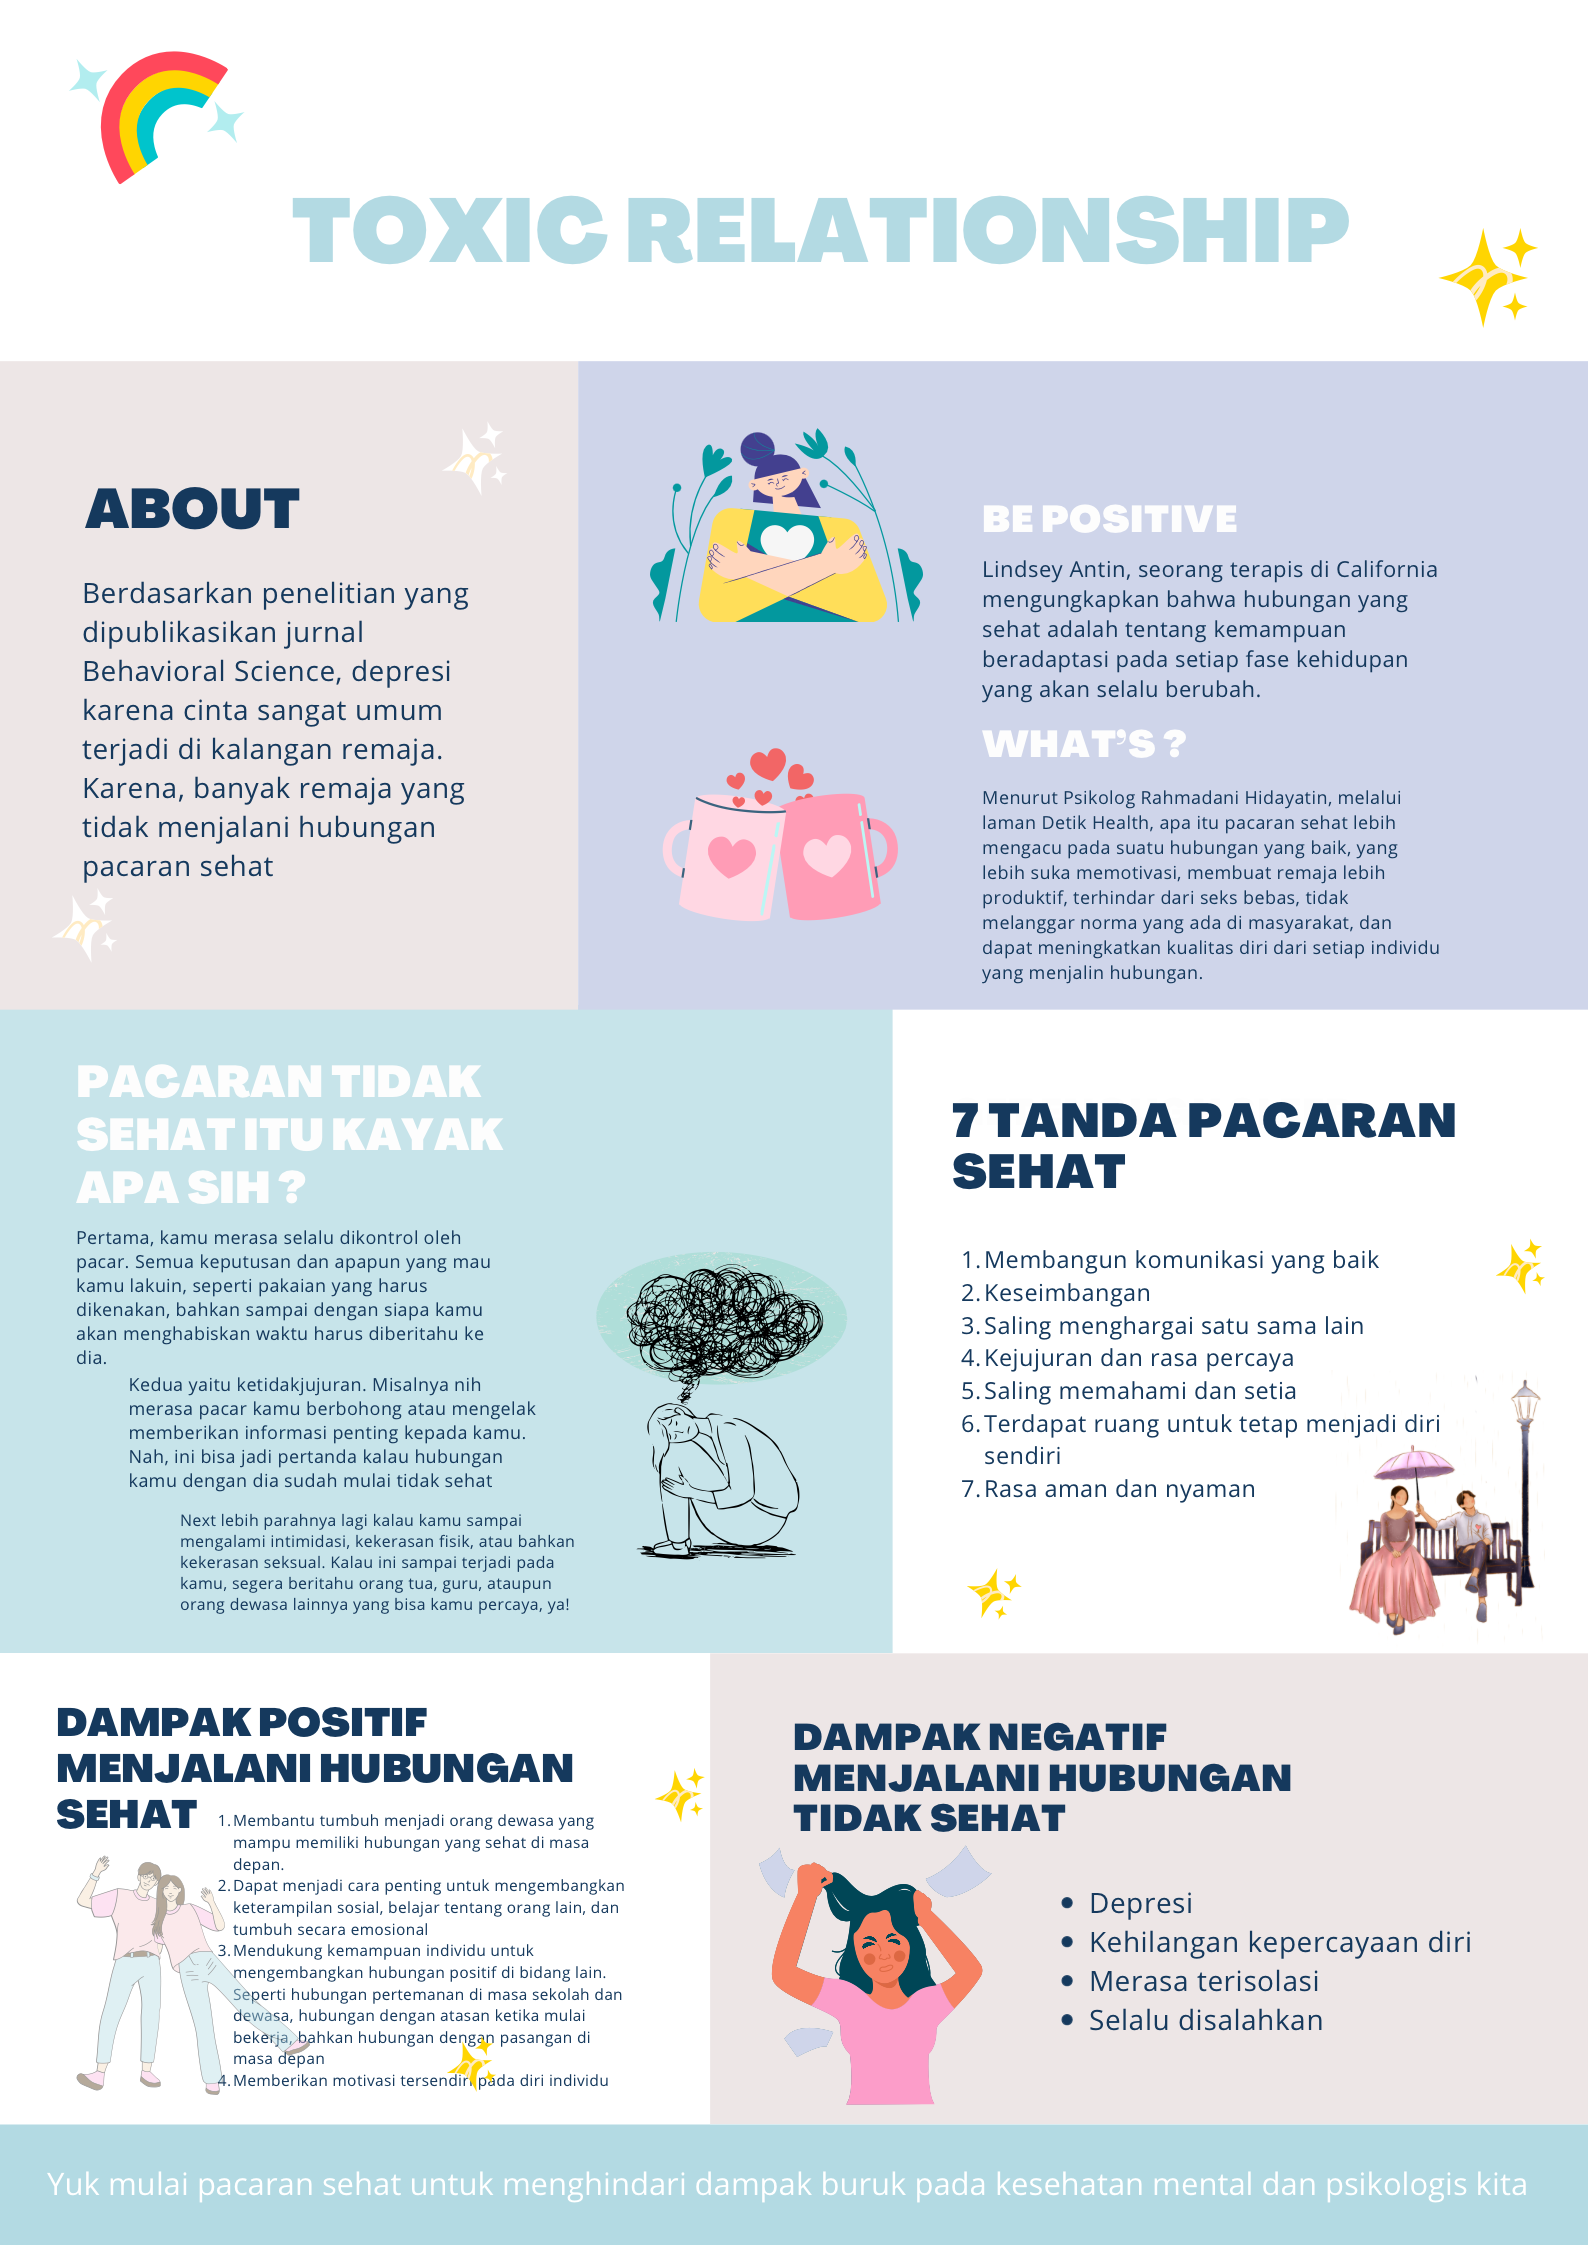 TOXIC RELATIONSHIP
ABOUT
Berdasarkan penelitian yang
dipublikasikan jurnal
Behavioral Science, depresi
karena cinta sangat umum
terjadi di kalangan remaja.
Karena, banyak remaja yang
tidak menjalani hubungan
pacaran sehat
BE POSITIVE
Lindsey Antin, seorang terapis di California
mengungkapkan bahwa hubungan yang
sehat adalah tentang kemampuan
beradaptasi pada setiap fase kehidupan
yang akan selalu berubah.
WHAT'S ?
Menurut Psikolog Rahmadani Hidayatin, melalui
laman Detik Health, apa itu pacaran sehat lebih
mengacu pada suatu hubungan yang baik, yang
lebih suka memotivasi, membuat remaja lebih
produktif, terhindar dari seks bebas, tidak
melanggar norma yang ada di masyarakat, dan
dapat meningkatkan kualitas diri dari setiap individu
yang menjalin hubungan.
PACARAN TIDAK
SEHAT ITU KAYAK
APA SIH ?
Pertama, kamu merasa selalu dikontrol oleh
pacar. Semua keputusan dan apapun yang mau
kamu lakuin, seperti pakaian yang harus
dikenakan, bahkan sampai dengan siapa kamu
akan menghabiskan waktu harus diberitahu ke
dia.
Kedua yaitu ketidakjujuran. Misalnya nih
merasa pacar kamu berbohong atau mengelak
memberikan informasi penting kepada kamu.
Nah, ini bisa jadi pertanda kalau hubungan
kamu dengan dia sudah mulai tidak sehat
Next lebih parahnya lagi kalau kamu sampai
mengalami intimidasi, kekerasan fisik, atau bahkan
kekerasan seksual. Kalau ini sampai terjadi pada
kamu, segera beritahu orang tua, guru, ataupun
orang dewasa lainnya yang bisa kamu percaya, ya!
7 TANDA PACARAN
SEHAT
1. Membangun komunikasi yang baik
2. Keseimbangan
3. Saling menghargai satu sama lain
4. Kejujuran dan rasa percaya
5. Saling memahami dan setia
6. Terdapat ruang untuk tetap menjadi diri
sendiri
7. Rasa aman dan nyaman
DAMPAK POSITIF
MENJALANI HUBUNGAN
SEHAT
1. Membantu tumbuh menjadi orang dewasa yang
mampu memiliki hubungan yang sehat di masa
depan.
2. Dapat menjadi cara penting untuk mengembangkan
keterampilan sosial, belajar tentang orang lain, dan
tumbuh secara emosional
3. Mendukung kemampuan individu untuk
mengembangkan hubungan positif di bidang lain.
Seperti hubungan pertemanan di masa sekolah dan
dewasa, hubungan dengan atasan ketika mulai
bekerja, bahkan hubungan dengan pasangan di
masa depan
4. Memberikan motivasi tersendiri pada diri individu
DAMPAK NEGATIF
MENJALANI HUBUNGAN
TIDAK SEHAT
• Depresi
• Kehilangan kepercayaan diri
• Merasa terisolasi
• Selalu disalahkan
Yuk mulai pacaran sehat untuk menghindari dampak buruk pada kesehatan mental dan psikologis kita